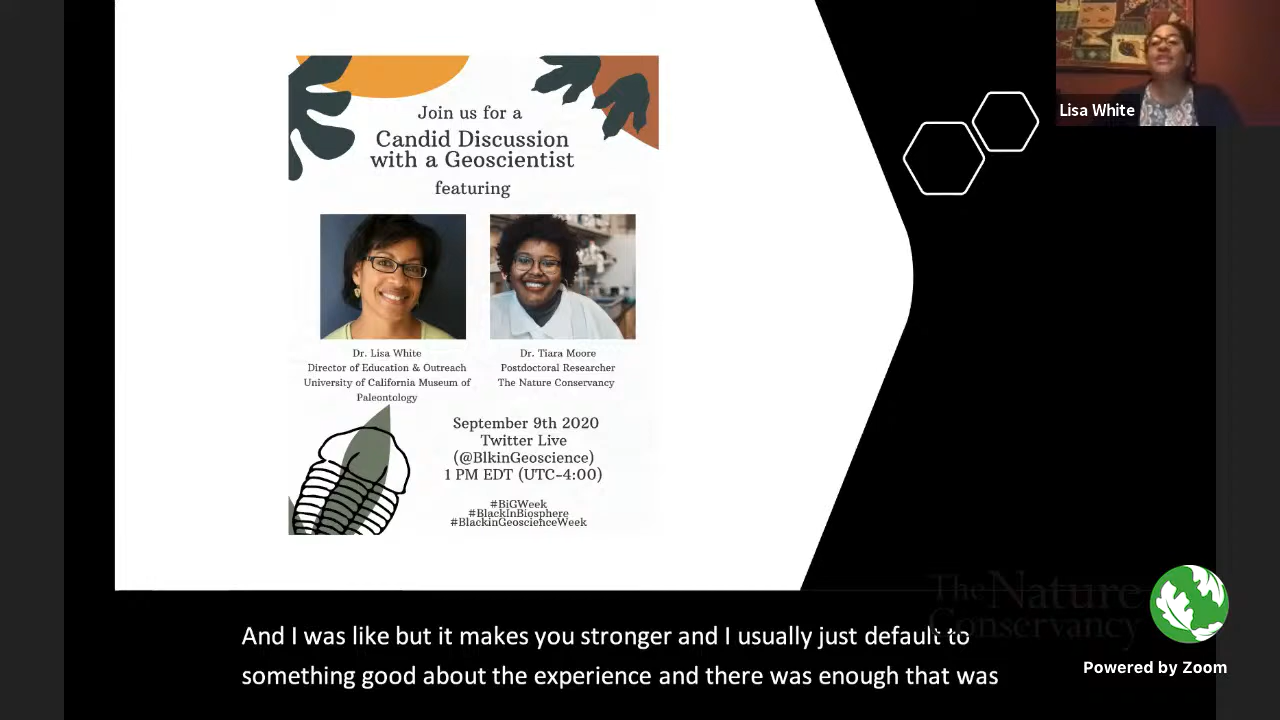 Join us for a
Candid Discussion
with a Geoscientist
featuring
Dr. Lisa White
Director of Education & Outreach
University of California Museum of
Paleontology
Dr. Tiara Moore
Postdoctoral Researcher
The Nature Conservancy
September 9th 2020
Twitter Live
(@BlkinGeoscience)
1 PM EDT (UTC-4:00)
#BiGWeek
#BlackInBiosphere
#BlackinGeoscienceWeek
Lisa White
The Nature
Conservancy
Powered by Zoom
And I was like but it makes you stronger and I usually just default to
something good about the experience and there was enough that was